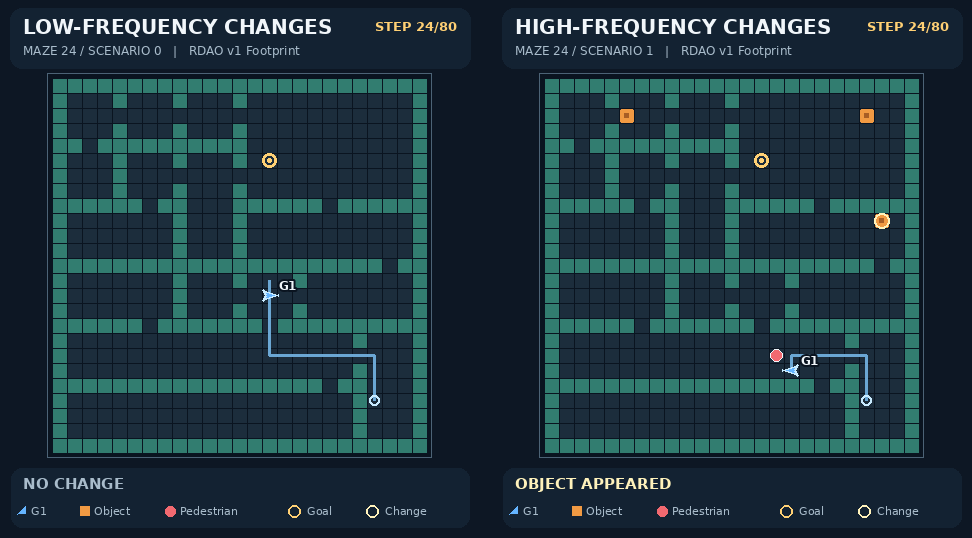 LOW-FREQUENCY CHANGES
STEP 24/80
MAZE 24 / SCENARIO 0 | RDAO v1 Footprint
G1
NO CHANGE
G1
Object
Pedestrian
Goal
Change
HIGH-FREQUENCY CHANGES
STEP 24/80
MAZE 24 / SCENARIO 1 | RDAO v1 Footprint
G1
OBJECT APPEARED
G1
Object
Pedestrian
Goal
Change